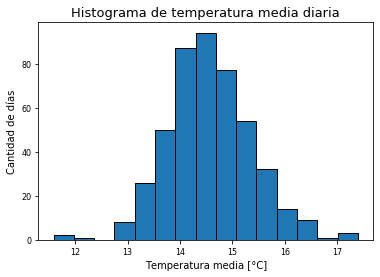 Histograma de temperatura media diaria
Cantidad de días
80
60
40
20
0
12 13 14 15 16 17
Temperatura media [°C]